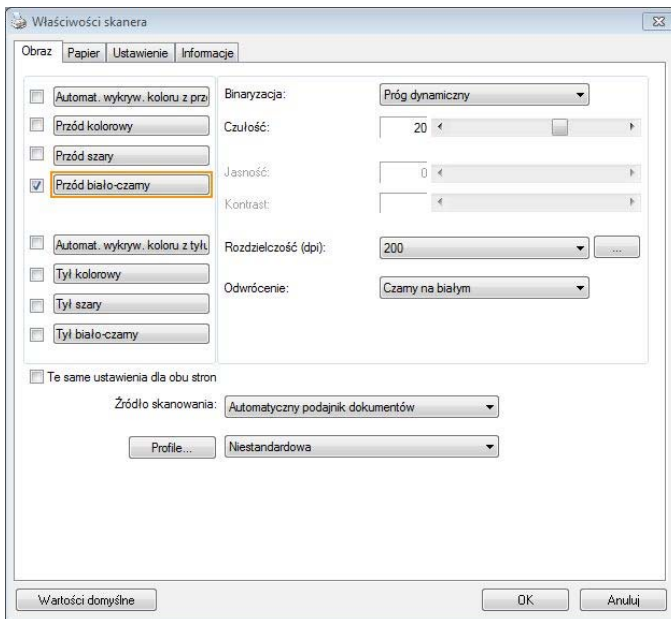 Właściwości skanera
Obraz Papier Ustawienie Informacje
Automat. wykryw. koloru z prz
Przód kolorowy
Przód szary
Przód biało-czarny
Automat. wykryw. koloru z tyłu
Tył kolorowy
Tył szary
Tył biało-czarny
Binaryzacja: Próg dynamiczny
Czułość: 20
Jasność: 0
Kontrast:
Rozdzielczość (dpi): 200 ...
Odwrócenie: Czarny na białym
Te same ustawienia dla obu stron
Źródło skanowania: Automatyczny podajnik dokumentów
Profile... Niestandardowa
Wartości domyślne OK Anuluj